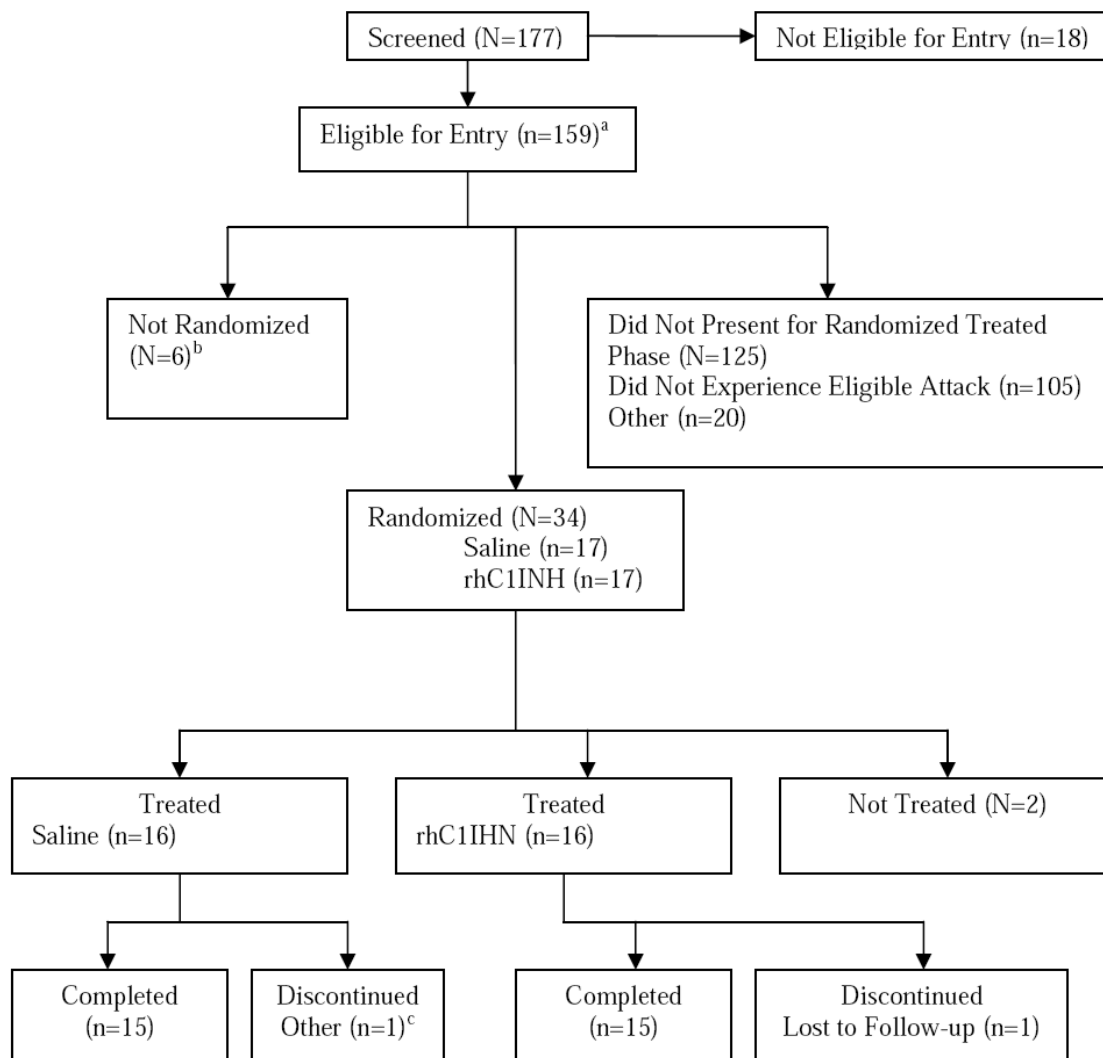 Screened (N=177)
Not Eligible for Entry (n=18)
Eligible for Entry (n=159)a
Not Randomized
(N=6)b
Did Not Present for Randomized Treated
Phase (N=125)
Did Not Experience Eligible Attack (n=105)
Other (n=20)
Randomized (N=34)
Saline (n=17)
rhC1INH (n=17)
Treated
Saline (n=16)
Treated
rhC1IHN (n=16)
Not Treated (N=2)
Completed
(n=15)
Discontinued
Other (n=1)c
Completed
(n=15)
Discontinued
Lost to Follow-up (n=1)